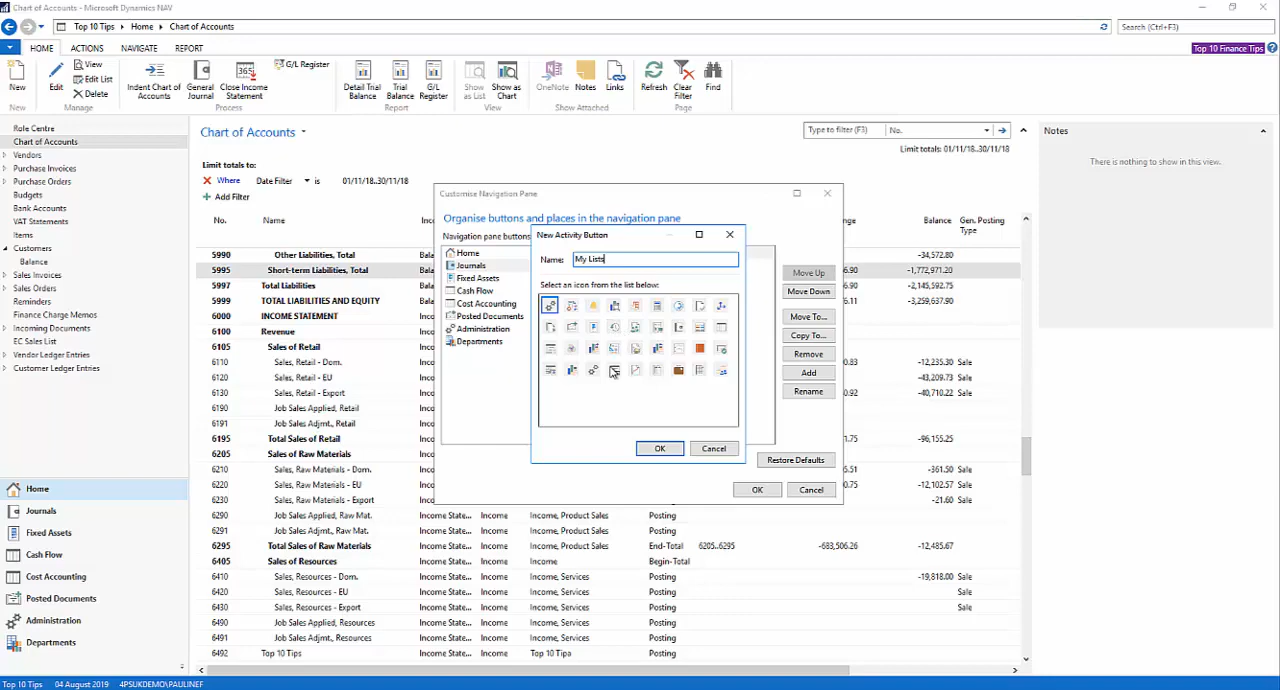 Chart of Accounts - Microsoft Dynamics NAV
Top 10 Tips ▸ Home ▸ Chart of Accounts
Search (Ctrl+F3)
HOME ACTIONS NAVIGATE REPORT
Top 10 Finance Tips
New
Edit
View
Edit List
Delete
Indent Chart of Accounts
General Journal
Close Income Statement
G/L Register
Detail Trial Balance
Trial Balance
G/L Register
Show as List
Show as Chart
OneNote
Notes
Links
Refresh
Clear Filter
Find
New Manage Process Report View Show Attached Page
Role Centre
Chart of Accounts
Vendors
Purchase Invoices
Purchase Orders
Budgets
Bank Accounts
VAT Statements
Items
Customers
Balance
Sales Invoices
Sales Orders
Reminders
Finance Charge Memos
Incoming Documents
EC Sales List
Vendor Ledger Entries
Customer Ledger Entries
Home
Journals
Fixed Assets
Cash Flow
Cost Accounting
Posted Documents
Administration
Departments
Chart of Accounts
Type to filter (F3) No.
Limit totals: 01/11/18..30/11/18
Limit totals to:
Where Date Filter is 01/11/18..30/11/18
Add Filter
No. Name Balance Gen. Posting Type
5990 Other Liabilities, Total -34,572.80
5995 Short-term Liabilities, Total -1,772,971.20
5997 Total Liabilities -2,145,592.75
5999 TOTAL LIABILITIES AND EQUITY -3,259,637.90
6000 INCOME STATEMENT
6100 Revenue
6105 Sales of Retail
6110 Sales, Retail - Dom. -12,235.30 Sale
6120 Sales, Retail - EU -43,209.73 Sale
6130 Sales, Retail - Export -40,710.22 Sale
6190 Job Sales Applied, Retail
6191 Job Sales Adjmt., Retail
6195 Total Sales of Retail -96,155.25
6205 Sales of Raw Materials
6210 Sales, Raw Materials - Dom. -361.50 Sale
6220 Sales, Raw Materials - EU -12,102.57 Sale
6230 Sales, Raw Materials - Export -21.60 Sale
6290 Job Sales Applied, Raw Mat. Income State... Income Income, Product Sales Posting
6291 Job Sales Adjmt., Raw Mat. Income State... Income Income, Product Sales Posting
6295 Total Sales of Raw Materials Income State... Income Income, Product Sales End-Total 6205..6295 -683,506.26 -12,485.67
6405 Sales of Resources Income State... Income Income Begin-Total
6410 Sales, Resources - Dom. Income State... Income Income, Services Posting -19,818.00 Sale
6420 Sales, Resources - EU Income State... Income Income, Services Posting Sale
6430 Sales, Resources - Export Income State... Income Income, Services Posting Sale
6490 Job Sales Applied, Resources Income State... Income Income, Services Posting
6491 Job Sales Adjmt., Resources Income State... Income Income, Services Posting
6492 Top 10 Tips Income State... Income Top 10 Tips Posting
Customise Navigation Pane
Organise buttons and places in the navigation pane
Navigation pane buttons
Home
Journals
Fixed Assets
Cash Flow
Cost Accounting
Posted Documents
Administration
Departments
New Activity Button
Name: My Lists
Select an icon from the list below:
OK Cancel
Move Up
Move Down
Move To...
Copy To...
Remove
Add
Rename
Restore Defaults
OK Cancel
Notes
There is nothing to show in this view.
Top 10 Tips 04 August 2019 4PSUKDEMO\PAULINEF